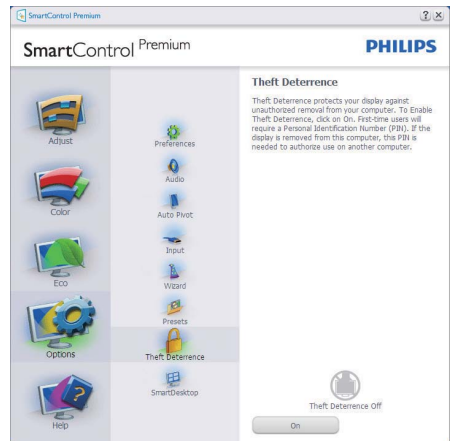 SmartControl Premium
SmartControl Premium
PHILIPS
Adjust
Color
Eco
Options
Help
Preferences
Audio
Auto Pivot
Input
Wizard
Presets
Theft Deterrence
SmartDesktop
Theft Deterrence
Theft Deterrence protects your display against
unauthorized removal from your computer. To Enable
Theft Deterrence, click on On. First-time users will
require a Personal Identification Number (PIN). If the
display is removed from this computer, this PIN is
needed to authorize use on another computer.
Theft Deterrence Off
On